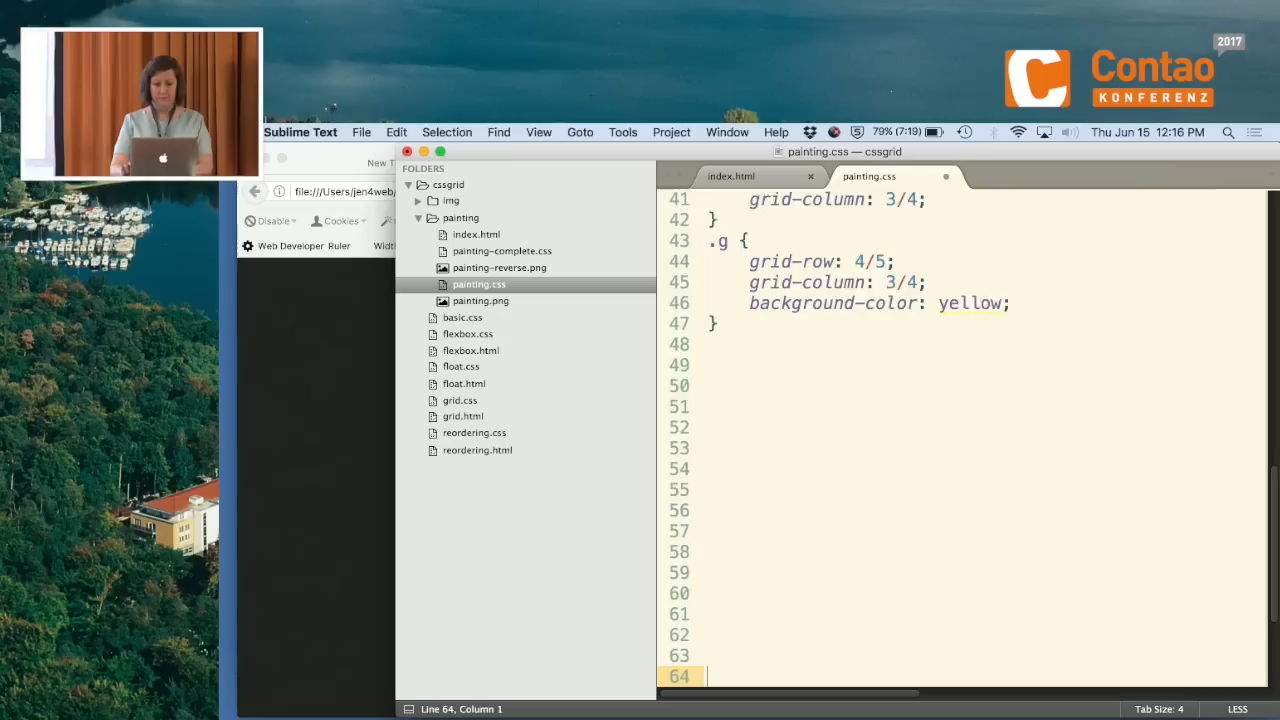 2017
Contao
KONFERENZ
Sublime Text File Edit Selection Find View Goto Tools Project Window Help 79% (7:19) Thu Jun 15 12:16 PM
New T
painting.css — cssgrid
file:///Users/jen4web/
Disable Cookies
Web Developer Ruler Widt
FOLDERS
cssgrid
img
painting
index.html
painting-complete.css
painting-reverse.png
painting.css
painting.png
basic.css
flexbox.css
flexbox.html
float.css
float.html
grid.css
grid.html
reordering.css
reordering.html
index.html × painting.css
41 grid-column: 3/4;
42 }
43 .g {
44 grid-row: 4/5;
45 grid-column: 3/4;
46 background-color: yellow;
47 }
48
49
50
51
52
53
54
55
56
57
58
59
60
61
62
63
64
Line 64, Column 1 Tab Size: 4 LESS